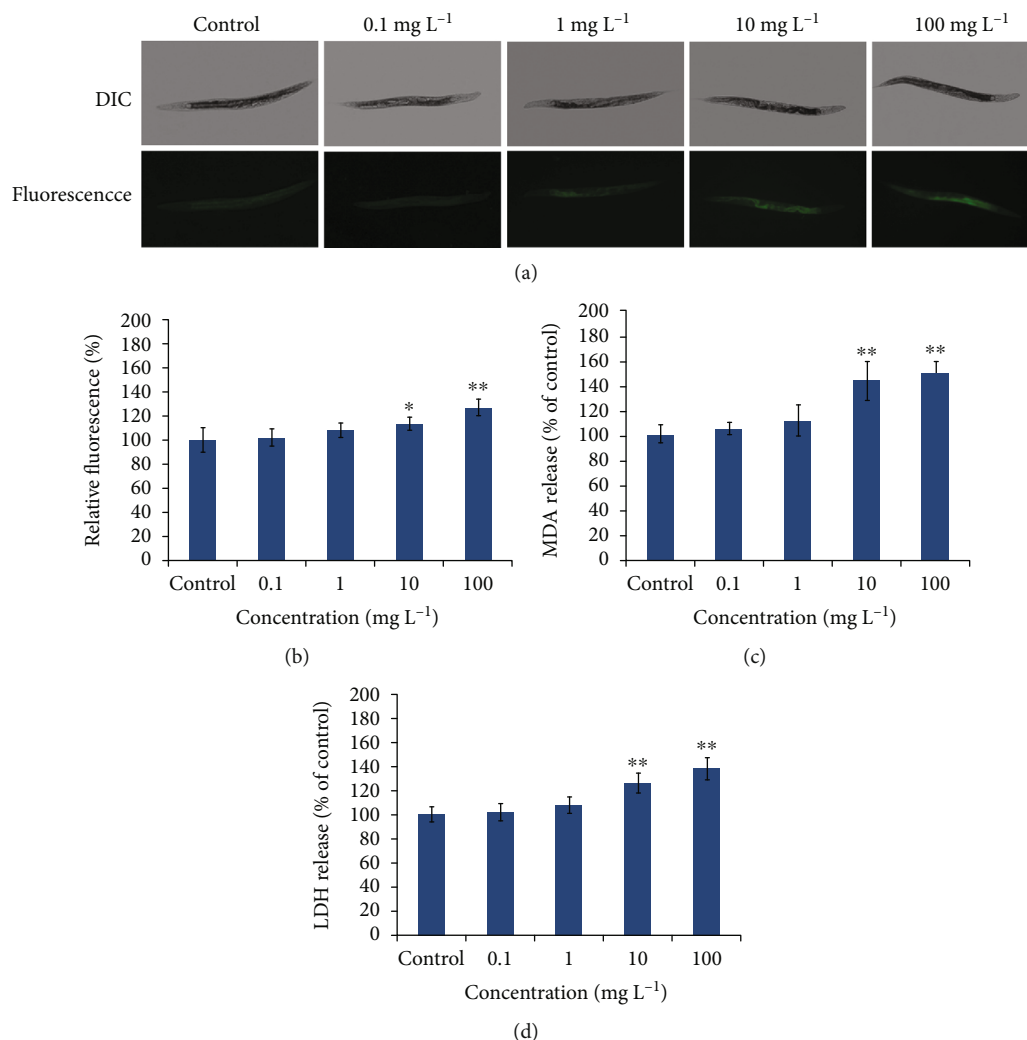 Control 0.1 mg L⁻¹ 1 mg L⁻¹ 10 mg L⁻¹ 100 mg L⁻¹
DIC
Fluorescencce
(a)
200
180
160
140
120
100
80
60
40
20
0
Relative fluorescence (%)
* **
Control 0.1 1 10 100
Concentration (mg L⁻¹)
(b)
200
180
160
140
120
100
80
60
40
20
0
MDA release (% of control)
** **
Control 0.1 1 10 100
Concentration (mg L⁻¹)
(c)
200
180
160
140
120
100
80
60
40
20
0
LDH release (% of control)
** **
Control 0.1 1 10 100
Concentration (mg L⁻¹)
(d)